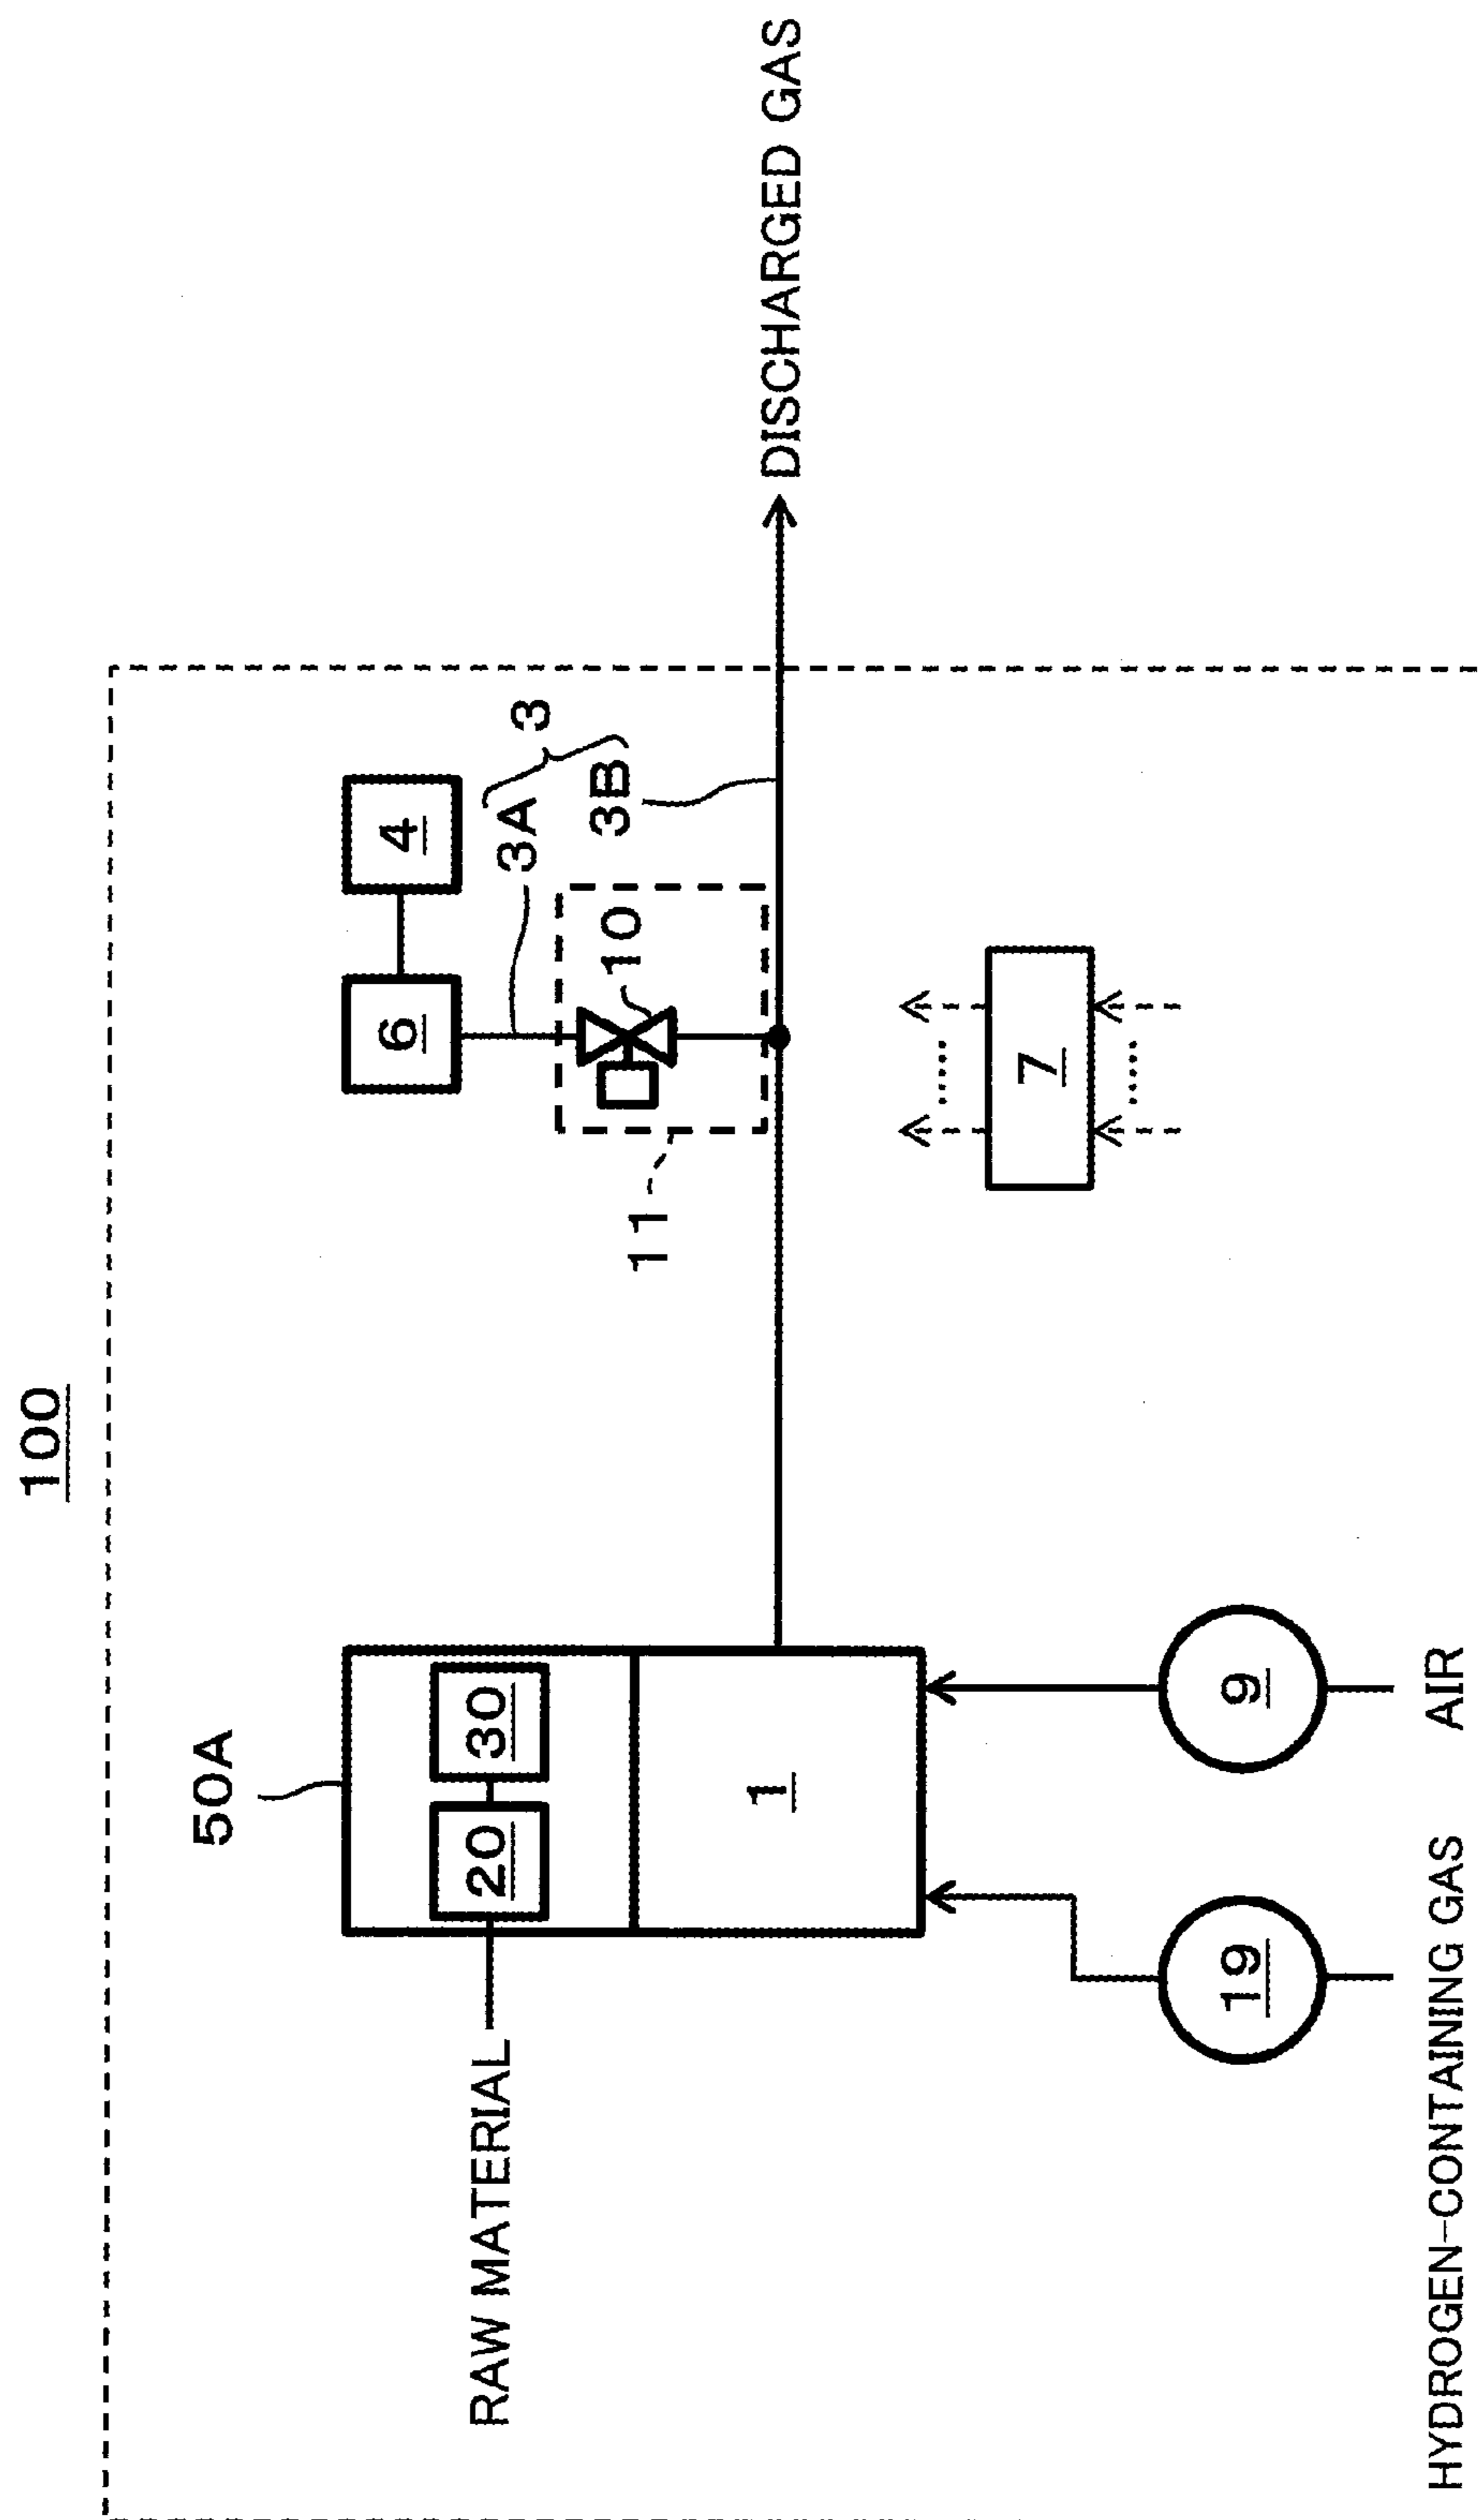 100
50A
RAW MATERIAL
20
30
1
6
4
3A
3
3B
10
11
7
DISCHARGED GAS
19
9
HYDROGEN-CONTAINING GAS
AIR